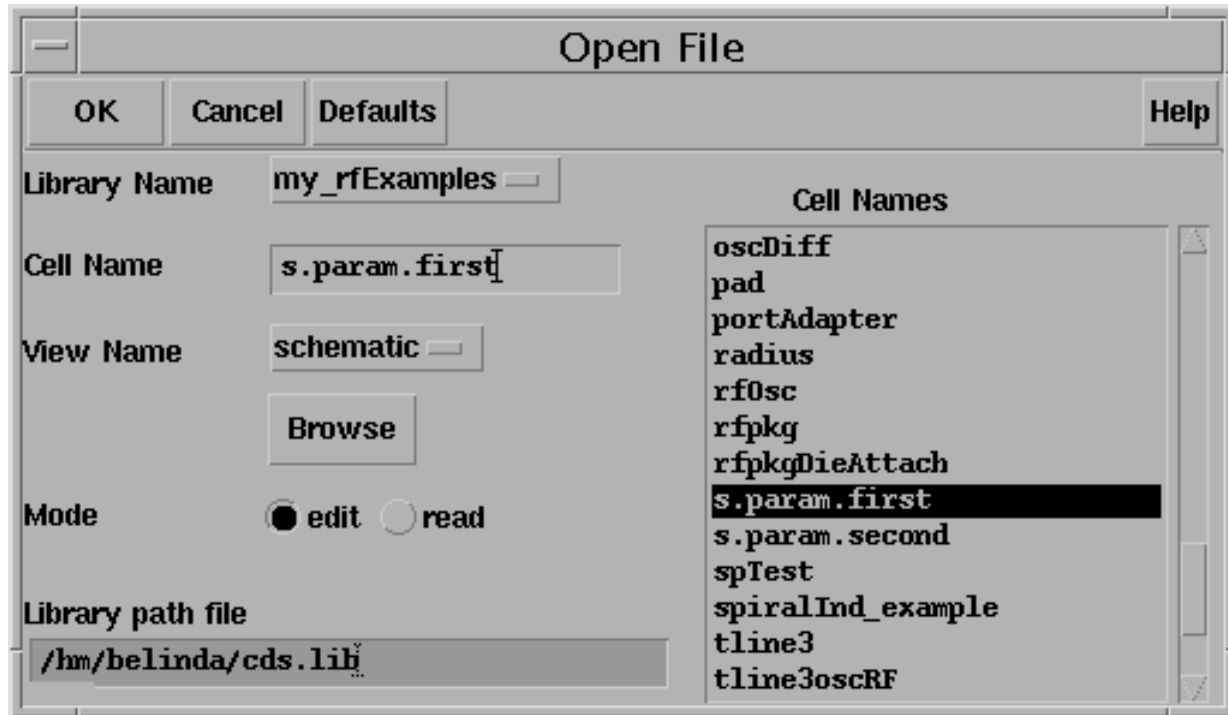 Open File
OK Cancel Defaults Help
Library Name my_rfExamples
Cell Name s.param.first
View Name schematic
Browse
Mode edit read
Library path file
/hm/belinda/cds.lib
Cell Names
oscDiff
pad
portAdapter
radius
rfOsc
rfpkg
rfpkgDieAttach
s.param.first
s.param.second
spTest
spiralInd_example
tline3
tline3oscRF